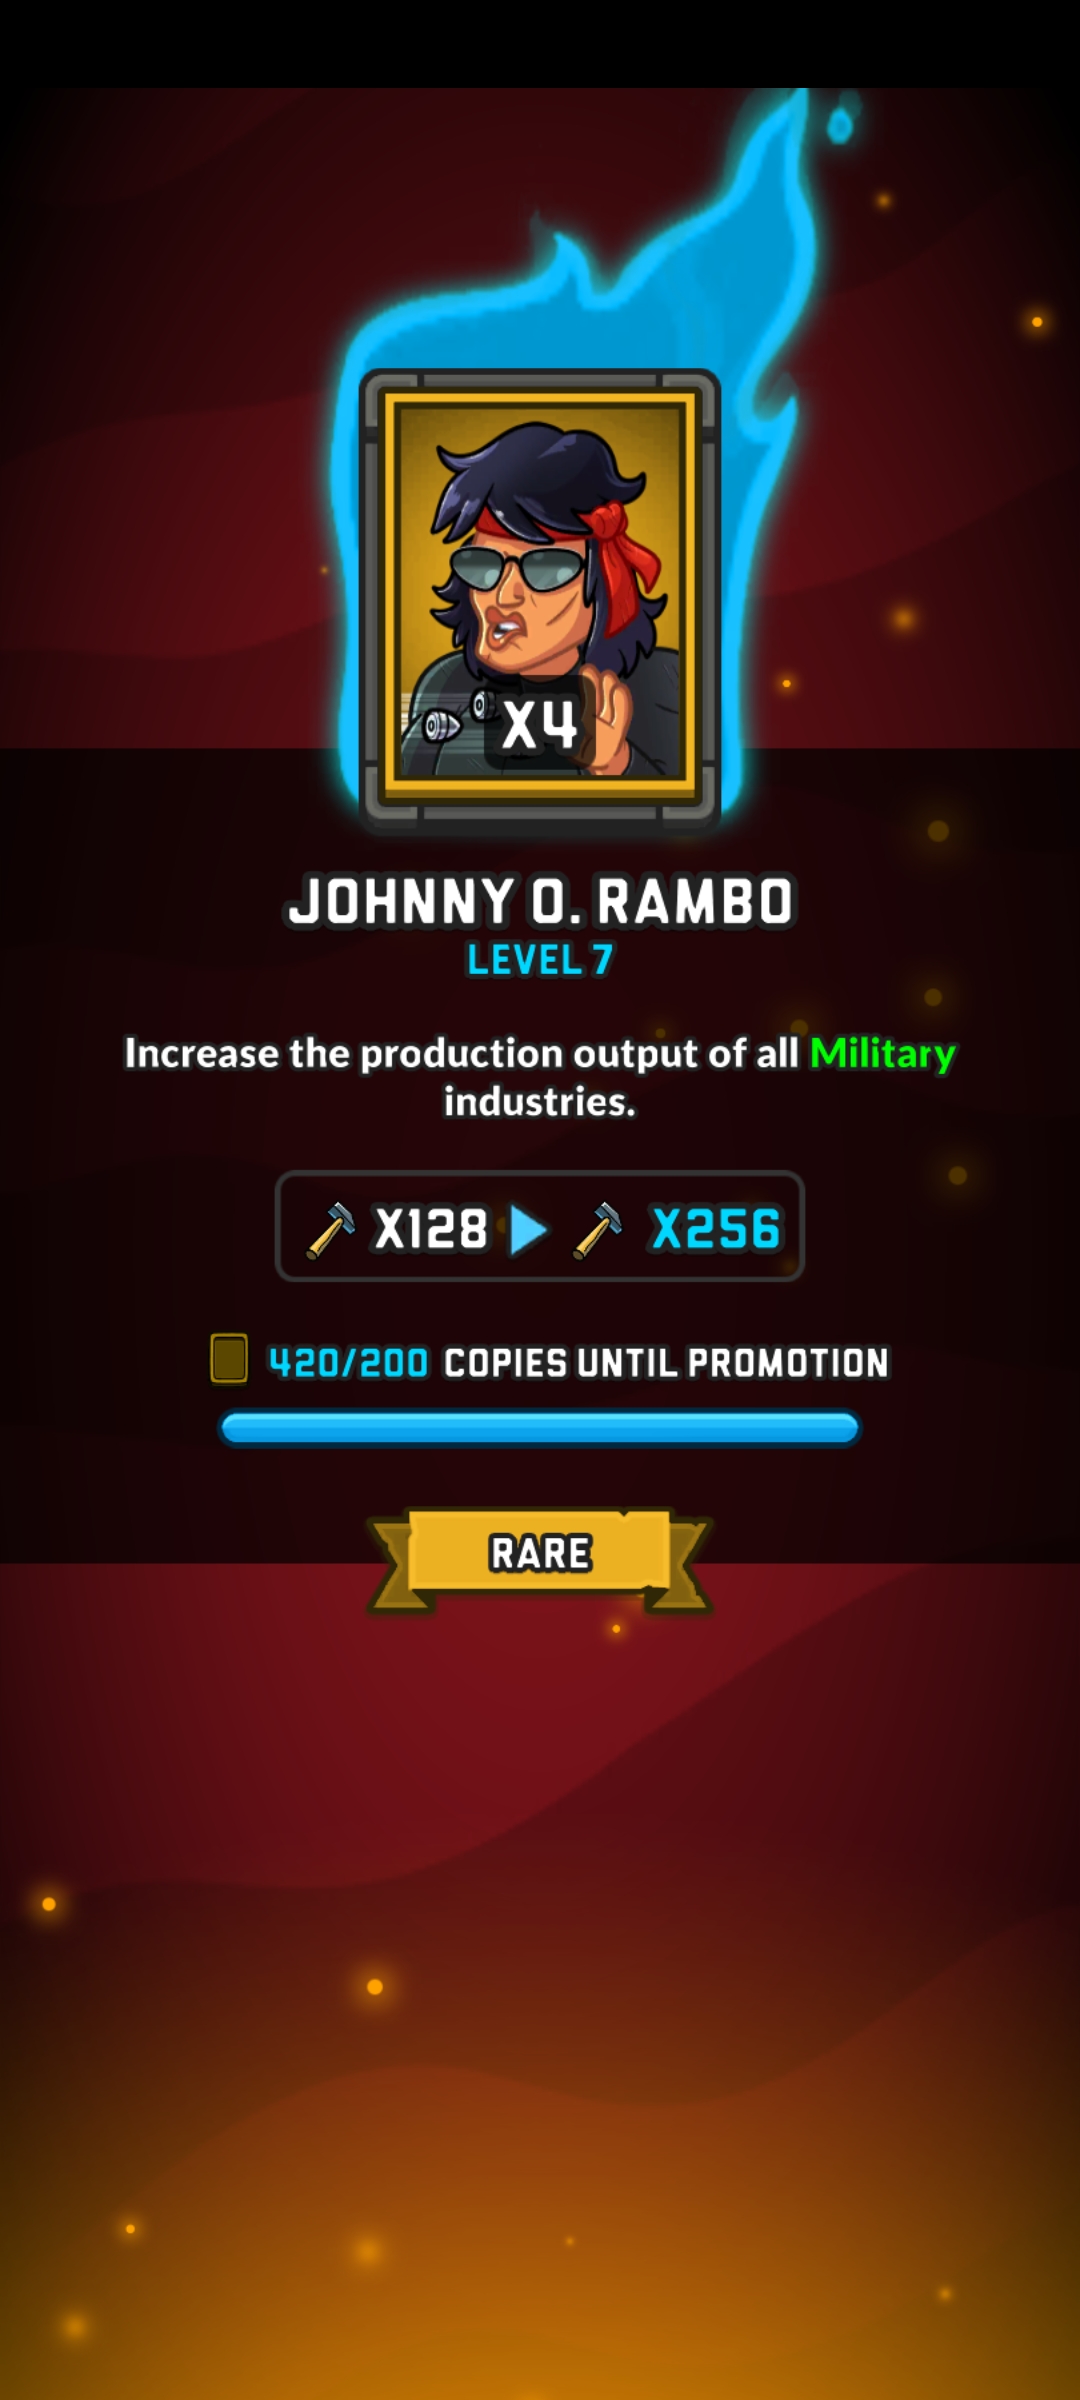 X4
JOHNNY O. RAMBO
LEVEL 7
Increase the production output of all Military
industries.
X128 X256
420/200 COPIES UNTIL PROMOTION
RARE